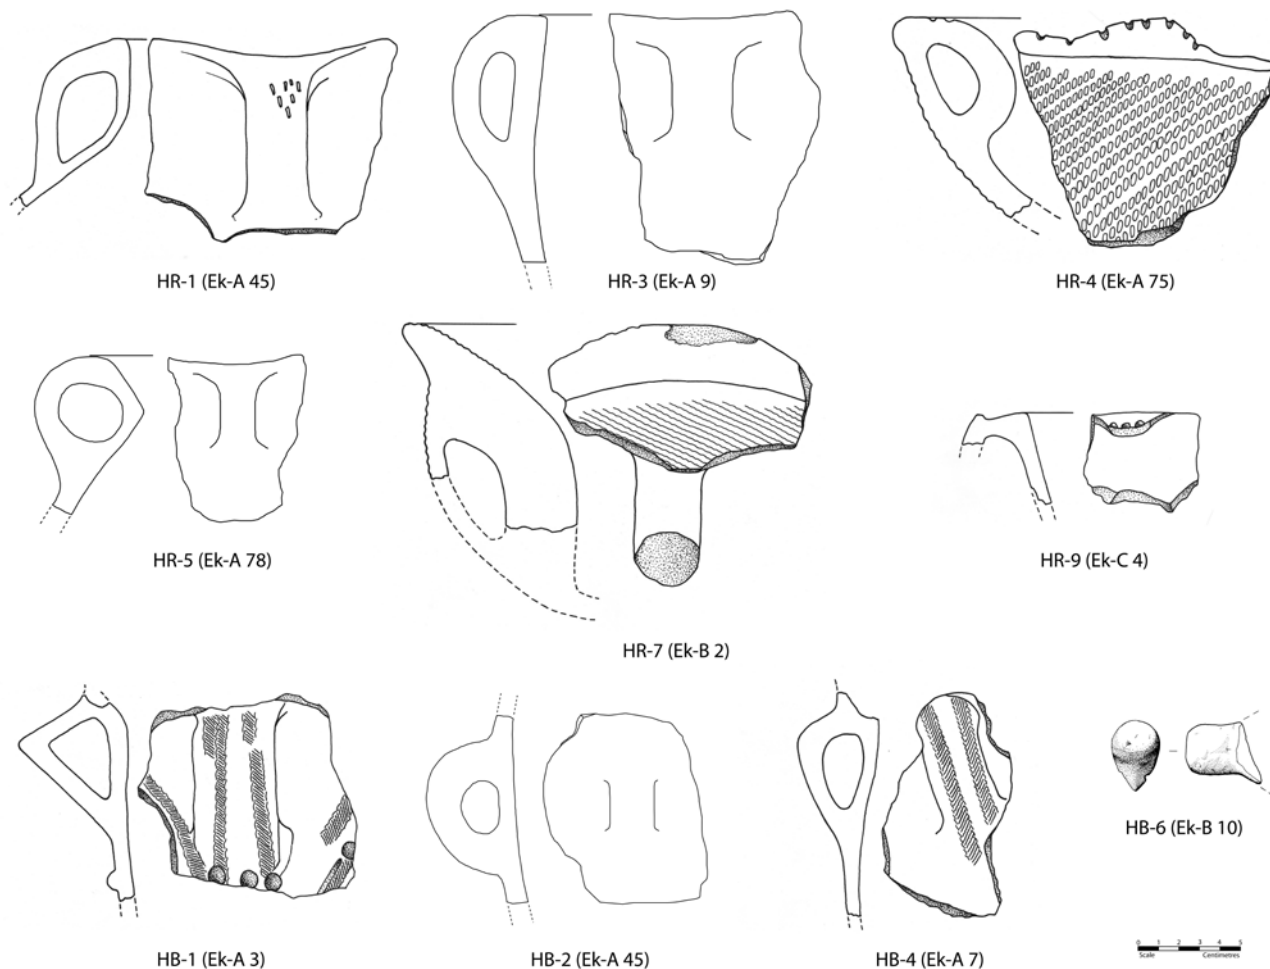 HR-1 (Ek-A 45)
HR-3 (Ek-A 9)
HR-4 (Ek-A 75)
HR-5 (Ek-A 78)
HR-7 (Ek-B 2)
HR-9 (Ek-C 4)
HB-1 (Ek-A 3)
HB-2 (Ek-A 45)
HB-4 (Ek-A 7)
HB-6 (Ek-B 10)
0 1 2 3 4 5
Scale Centimetres